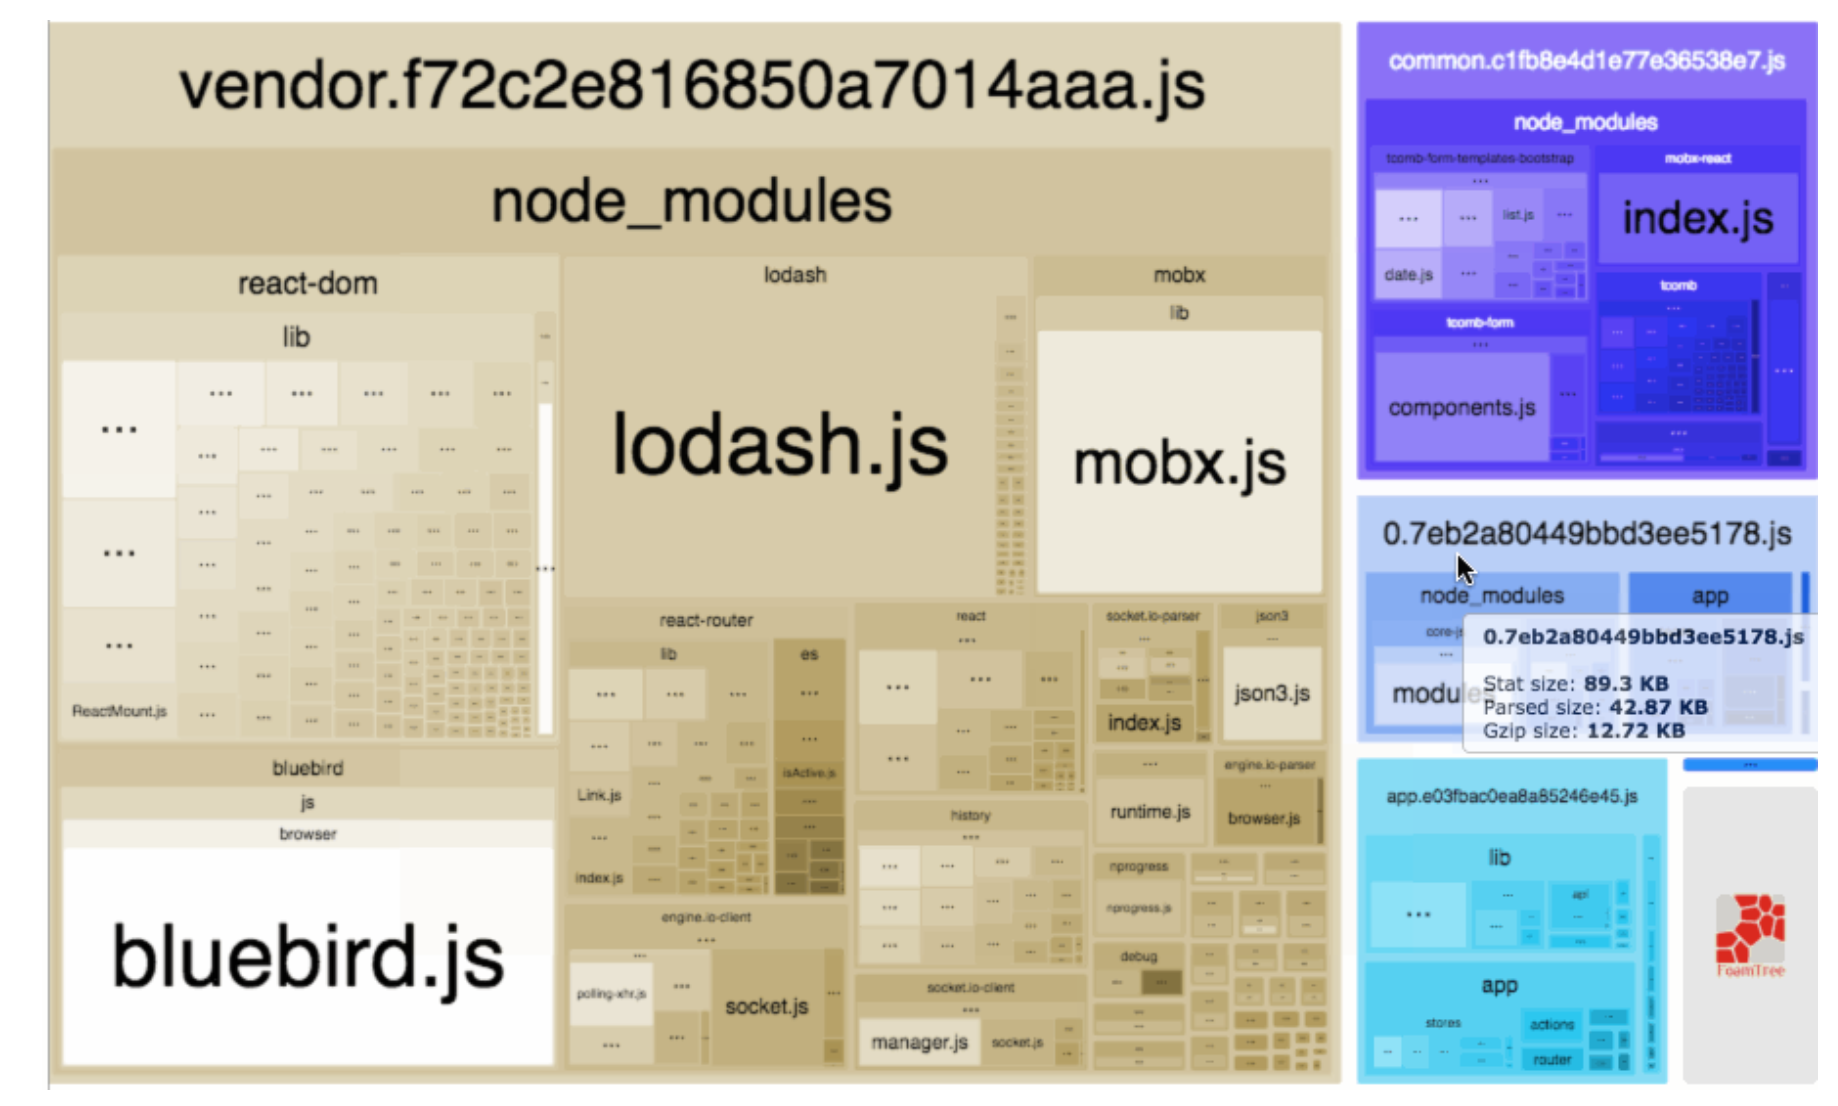 vendor.f72c2e816850a7014aaa.js
node_modules
react-dom
lib
ReactMount.js
bluebird
js
browser
bluebird.js
lodash
lodash.js
mobx
lib
mobx.js
react-router
lib
es
isActive.js
Link.js
index.js
engine.io-client
polling-xhr.js
socket.js
react
history
socket.io-client
manager.js
socket.js
socket.io-parser
index.js
json3
json3.js
runtime.js
engine.io-parser
browser.js
nprogress
nprogress.js
debug
common.c1fb8e4d1e77e36538e7.js
node_modules
tcomb-form-templates-bootstrap
list.js
date.js
mobx-react
index.js
tcomb-form
components.js
tcomb
0.7eb2a80449bbd3ee5178.js
node_modules
app
core-js
modules
0.7eb2a80449bbd3ee5178.js
Stat size: 89.3 KB
Parsed size: 42.87 KB
Gzip size: 12.72 KB
app.e03fbac0ea8a85246e45.js
lib
api
app
stores
actions
router
FoamTree